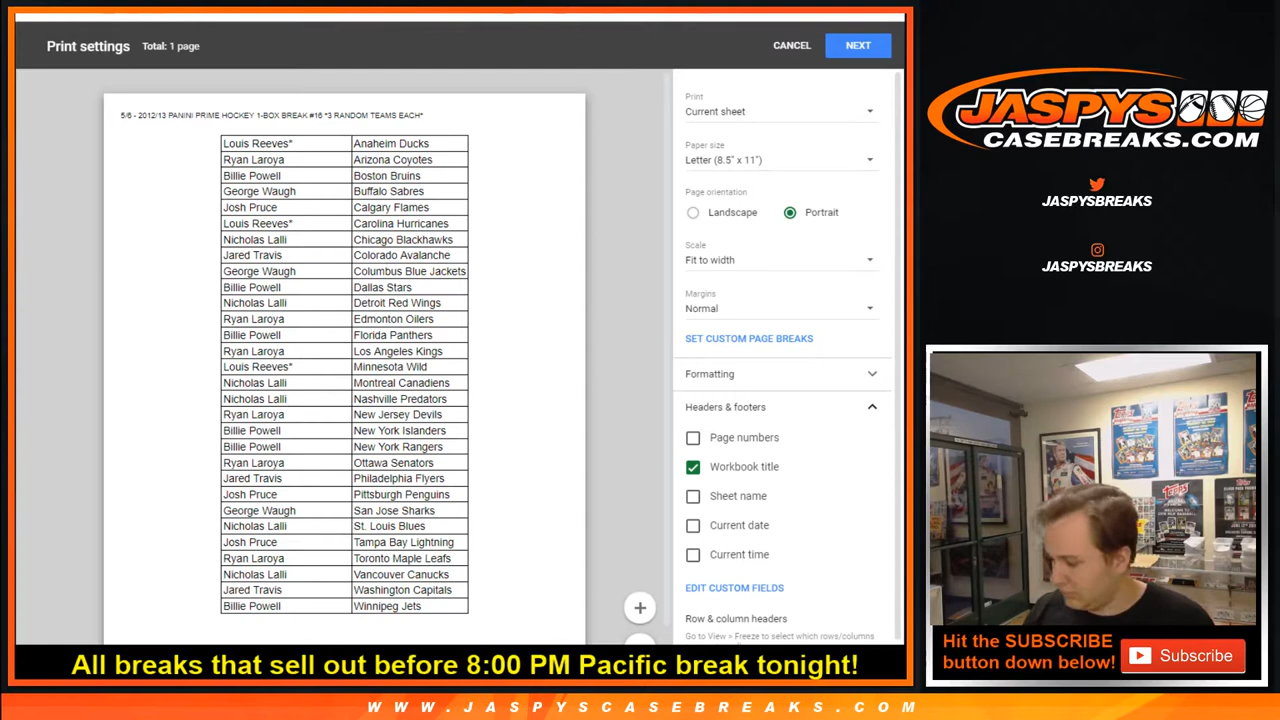 Print settings Total: 1 page
CANCEL NEXT
5/6 - 2012/13 PANINI PRIME HOCKEY 1-BOX BREAK #16 *3 RANDOM TEAMS EACH*
Louis Reeves* Anaheim Ducks
Ryan Laroya Arizona Coyotes
Billie Powell Boston Bruins
George Waugh Buffalo Sabres
Josh Pruce Calgary Flames
Louis Reeves* Carolina Hurricanes
Nicholas Lalli Chicago Blackhawks
Jared Travis Colorado Avalanche
George Waugh Columbus Blue Jackets
Billie Powell Dallas Stars
Nicholas Lalli Detroit Red Wings
Ryan Laroya Edmonton Oilers
Billie Powell Florida Panthers
Ryan Laroya Los Angeles Kings
Louis Reeves* Minnesota Wild
Nicholas Lalli Montreal Canadiens
Nicholas Lalli Nashville Predators
Ryan Laroya New Jersey Devils
Billie Powell New York Islanders
Billie Powell New York Rangers
Ryan Laroya Ottawa Senators
Jared Travis Philadelphia Flyers
Josh Pruce Pittsburgh Penguins
George Waugh San Jose Sharks
Nicholas Lalli St. Louis Blues
Josh Pruce Tampa Bay Lightning
Ryan Laroya Toronto Maple Leafs
Nicholas Lalli Vancouver Canucks
Jared Travis Washington Capitals
Billie Powell Winnipeg Jets
Print
Current sheet
Paper size
Letter (8.5" x 11")
Page orientation
Landscape Portrait
Scale
Fit to width
Margins
Normal
SET CUSTOM PAGE BREAKS
Formatting
Headers & footers
Page numbers
Workbook title
Sheet name
Current date
Current time
EDIT CUSTOM FIELDS
Row & column headers
Go to View > Freeze to select which rows/columns
JASPYS
CASEBREAKS.COM
JASPYSBREAKS
JASPYSBREAKS
Topps
Topps
Topps
Hit the SUBSCRIBE
button down below!
Subscribe
All breaks that sell out before 8:00 PM Pacific break tonight!
WWW.JASPYSCASEBREAKS.COM